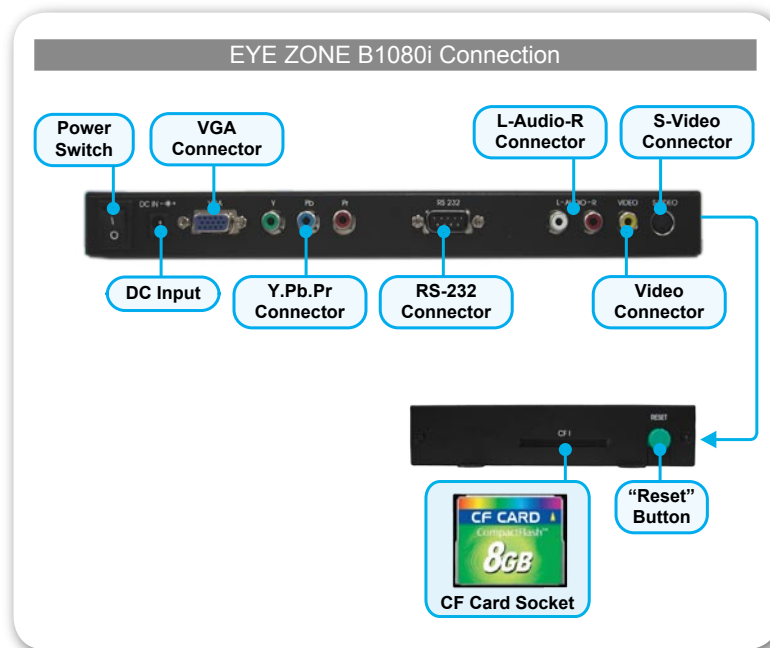 EYE ZONE B1080i Connection
Power
Switch
VGA
Connector
L-Audio-R
Connector
S-Video
Connector
DC IN
Y
Pb
Pr
RS 232
L-AUDIO-R
VIDEO
I
O
DC Input
Y.Pb.Pr
Connector
RS-232
Connector
Video
Connector
RESET
CF I
CF CARD
CompactFlash™
8GB
CF Card Socket
“Reset”
Button